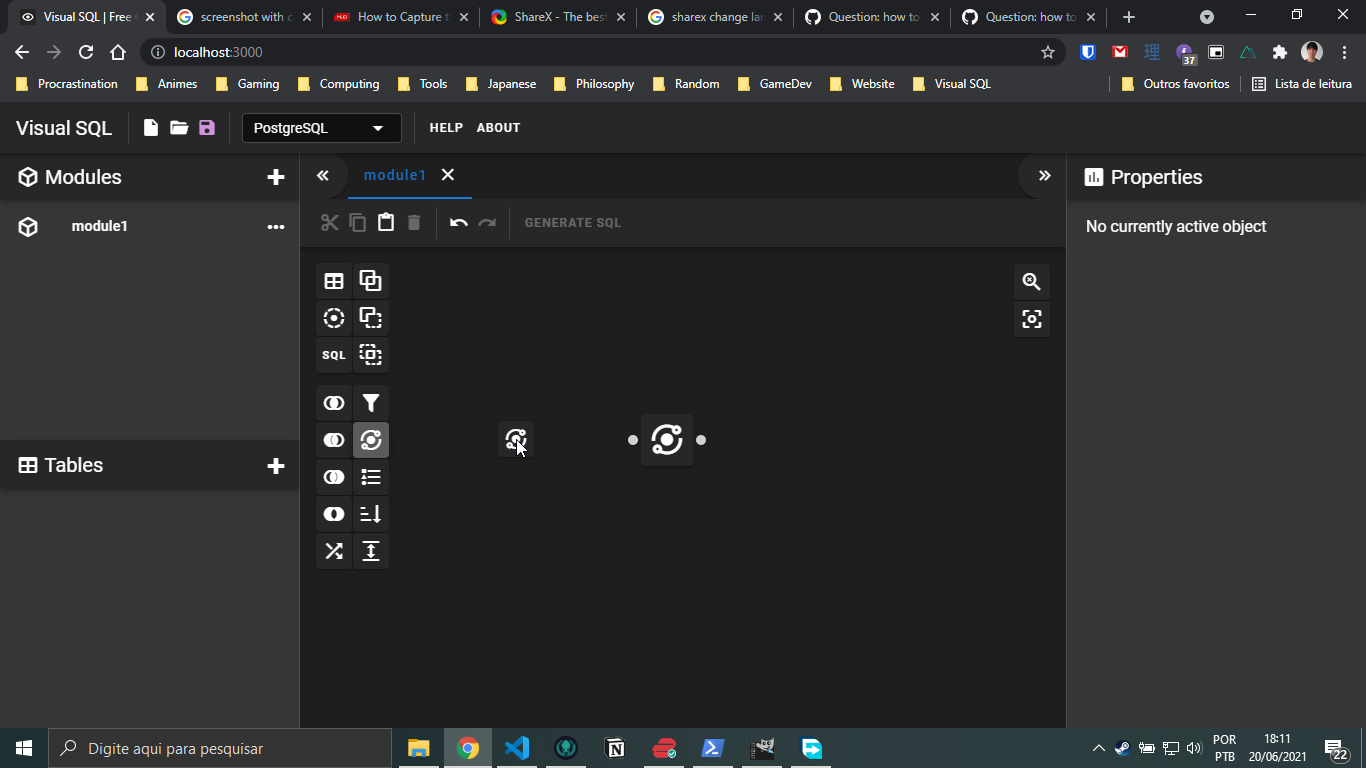 Visual SQL | Free
screenshot with c
How to Capture t
ShareX - The bes
sharex change la
Question: how to
Question: how to
localhost:3000
37
Procrastination
Animes
Gaming
Computing
Tools
Japanese
Philosophy
Random
GameDev
Website
Visual SQL
Outros favoritos
Lista de leitura
Visual SQL
PostgreSQL
HELP
ABOUT
Modules
module1
Properties
module1
No currently active object
GENERATE SQL
SQL
Tables
Digite aqui para pesquisar
POR
PTB
18:11
20/06/2021
22